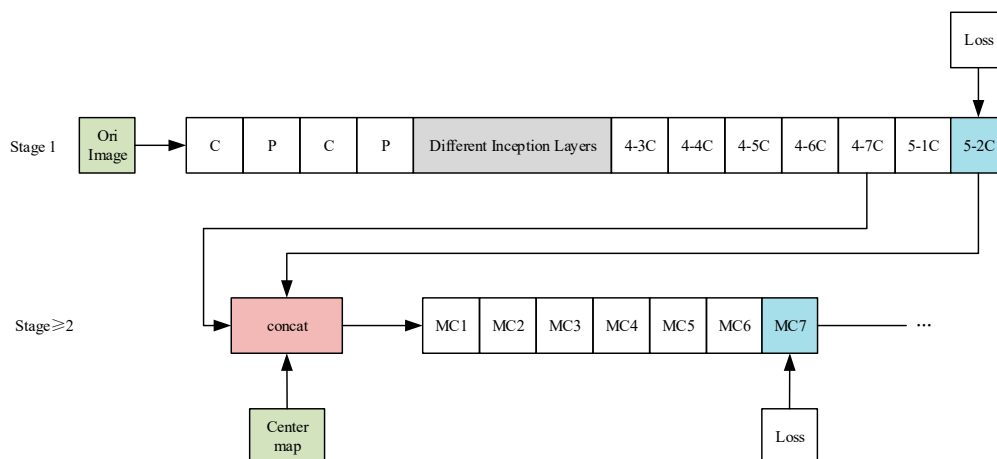 Loss
Stage 1
Ori
Image
C
P
C
P
Different Inception Layers
4-3C
4-4C
4-5C
4-6C
4-7C
5-1C
5-2C
Stage≥2
concat
MC1
MC2
MC3
MC4
MC5
MC6
MC7
...
Center
map
Loss